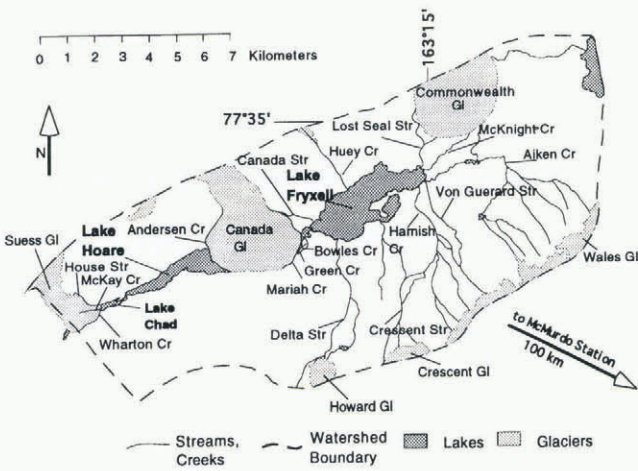 0 1 2 3 4 5 6 7 Kilometers
163°15'
N
77°35'
Commonwealth
Gl
Lost Seal Str
McKnight Cr
Huey Cr
Aiken Cr
Canada Str
Lake
Fryxell
Von Guerard Str
Lake
Hoare
Andersen Cr
Canada
Gl
Suess Gl
House Str
McKay Cr
Bowles Cr
Green Cr
Mariah Cr
Harnish
Cr
Wales Gl
Lake
Chad
Wharton Cr
Delta Str
Cressent Str
Crescent Gl
Howard Gl
to McMurdo Station
100 km
Streams,
Creeks
Watershed
Boundary
Lakes
Glaciers